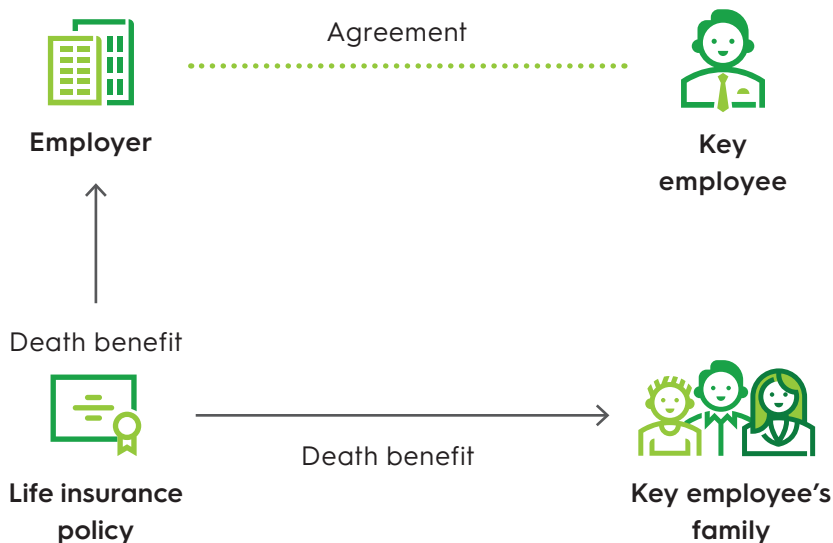 Agreement
Employer
Key
employee
Death benefit
Death benefit
Life insurance
policy
Key employee's
family